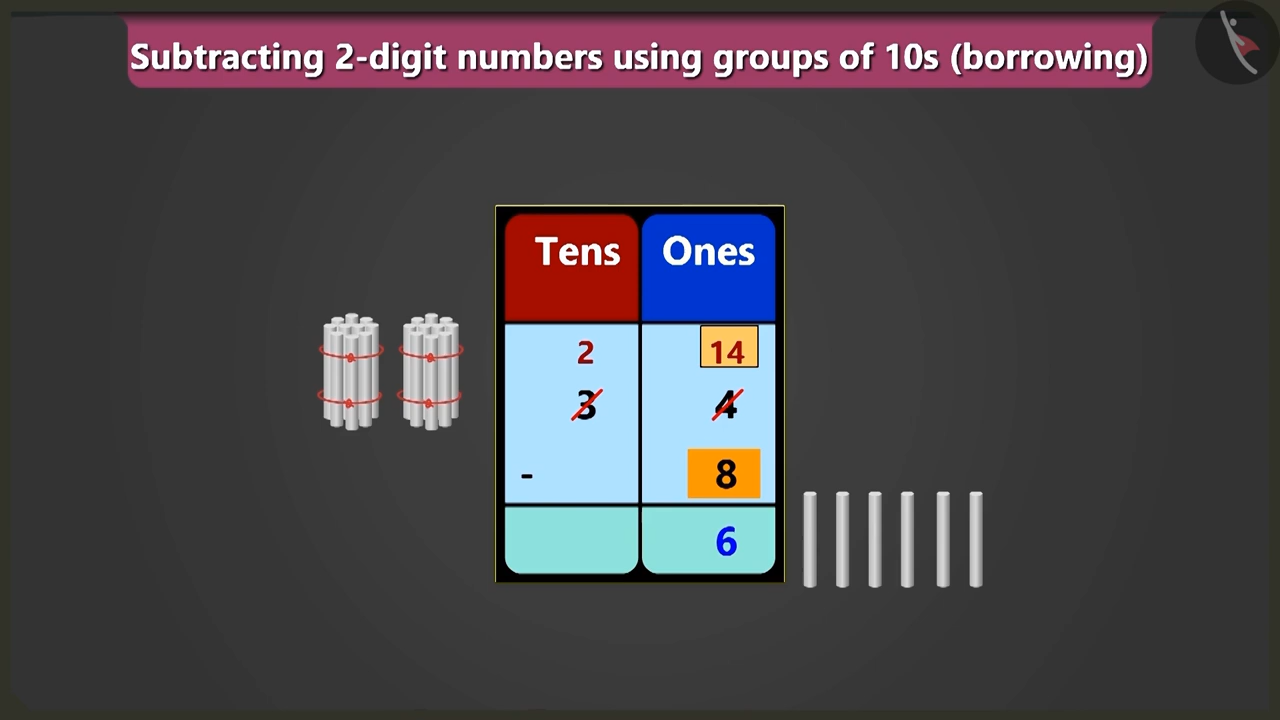 Subtracting 2-digit numbers using groups of 10s (borrowing)
Tens Ones
2 14
3 4
- 8
6